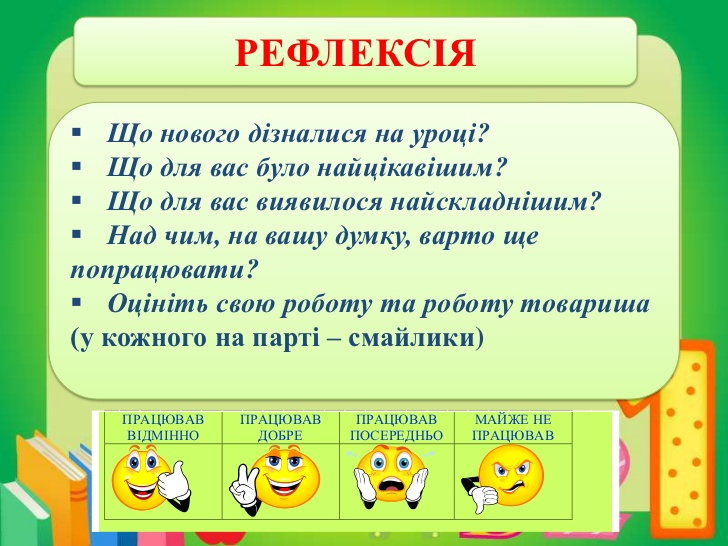 РЕФЛЕКСІЯ
▪ Що нового дізналися на уроці?
▪ Що для вас було найцікавішим?
▪ Що для вас виявилося найскладнішим?
▪ Над чим, на вашу думку, варто ще
попрацювати?
▪ Оцініть свою роботу та роботу товариша
(у кожного на парті – смайлики)
ПРАЦЮВАВ ВІДМІННО
ПРАЦЮВАВ ДОБРЕ
ПРАЦЮВАВ ПОСЕРЕДНЬО
МАЙЖЕ НЕ ПРАЦЮВАВ
1